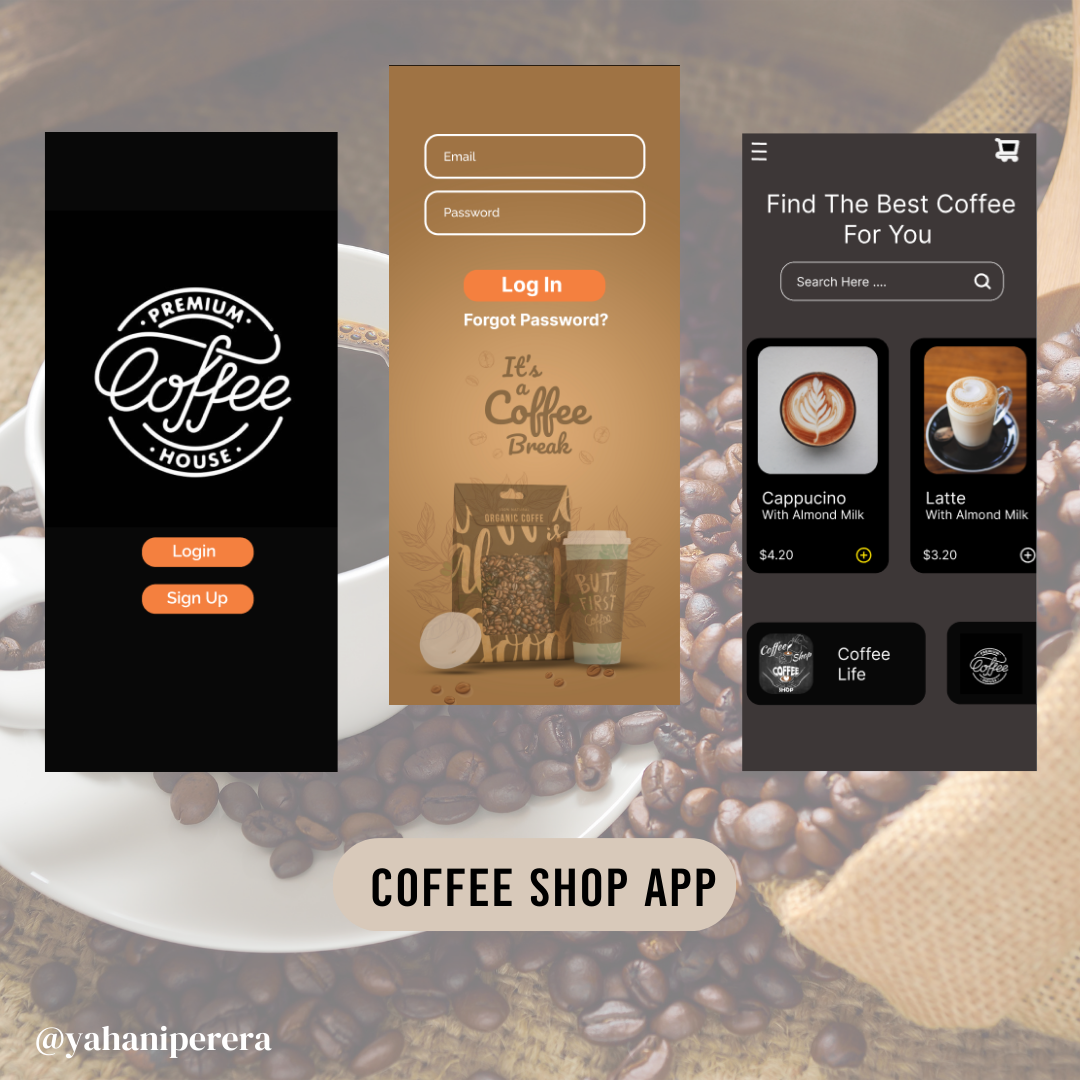 PREMIUM
Coffee
HOUSE
Login
Sign Up
Email
Password
Log In
Forgot Password?
It's
a
Coffee
Break
ORGANIC COFFE
BUT
FIRST
Coffee
Find The Best Coffee
For You
Search Here ....
Cappucino
With Almond Milk
$4.20
Latte
With Almond Milk
$3.20
Coffee
Shop
COFFEE
SHOP
Coffee
Life
PREMIUM
Coffee
COFFEE SHOP APP
@yahaniperera